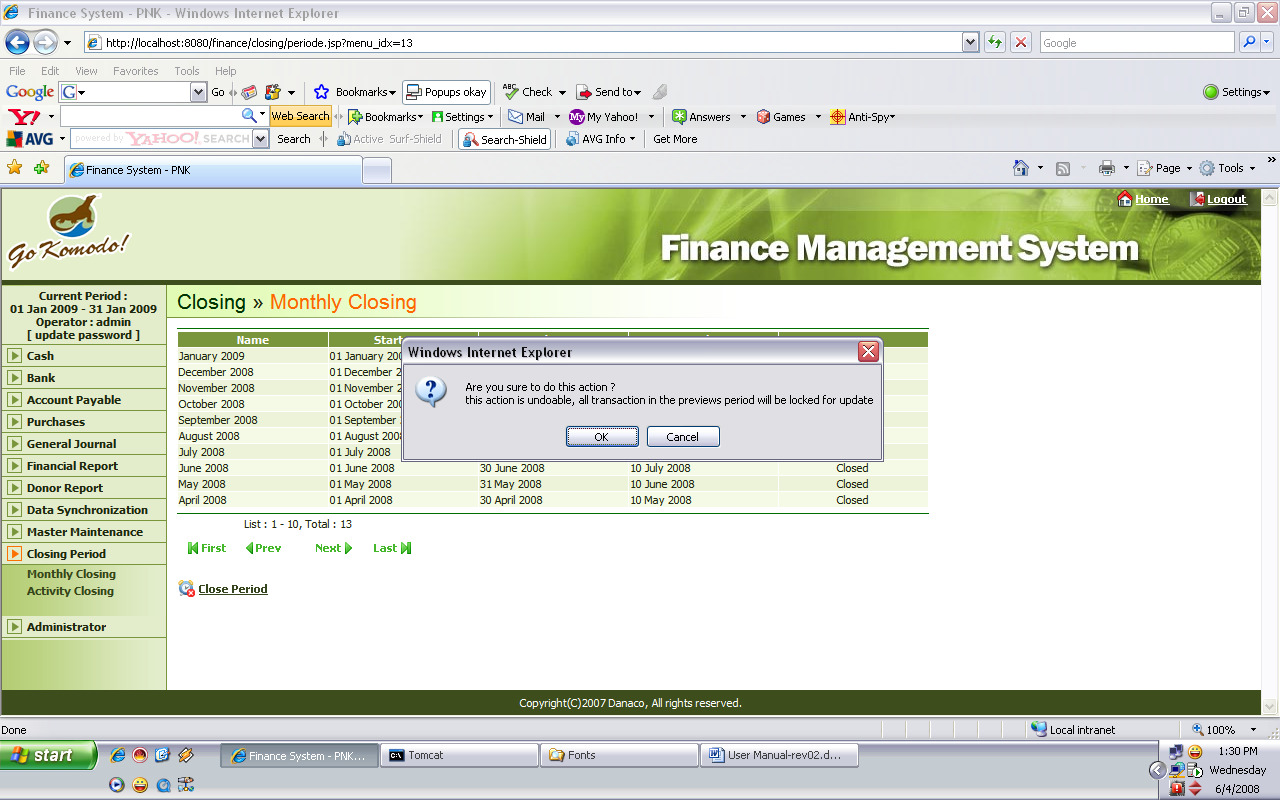 Finance System - PNK - Windows Internet Explorer
http://localhost:8080/finance/closing/periode.jsp?menu_idx=13
Google
File Edit View Favorites Tools Help
Google G Go Bookmarks Popups okay ABC Check Send to Settings
Y! Web Search Bookmarks Settings Mail My My Yahoo! Answers Games Anti-Spy
AVG powered by YAHOO! SEARCH Search Active Surf-Shield Search-Shield AVG Info Get More
Finance System - PNK Page Tools
Go Komodo!
Home Logout
Finance Management System
Current Period :
01 Jan 2009 - 31 Jan 2009
Operator : admin
[ update password ]
Cash
Bank
Account Payable
Purchases
General Journal
Financial Report
Donor Report
Data Synchronization
Master Maintenance
Closing Period
Monthly Closing
Activity Closing
Administrator
Closing » Monthly Closing
Name Start
January 2009 01 January 200
December 2008 01 December 2
November 2008 01 November 2
October 2008 01 October 200
September 2008 01 September
August 2008 01 August 2008
July 2008 01 July 2008
June 2008 01 June 2008 30 June 2008 10 July 2008 Closed
May 2008 01 May 2008 31 May 2008 10 June 2008 Closed
April 2008 01 April 2008 30 April 2008 10 May 2008 Closed
List : 1 - 10, Total : 13
First Prev Next Last
Close Period
Windows Internet Explorer
Are you sure to do this action ?
this action is undoable, all transaction in the previews period will be locked for update
OK Cancel
Copyright(C)2007 Danaco, All rights reserved.
Done Local intranet 100%
start Finance System - PNK... Tomcat Fonts User Manual-rev02.d... 1:30 PM
Wednesday
6/4/2008